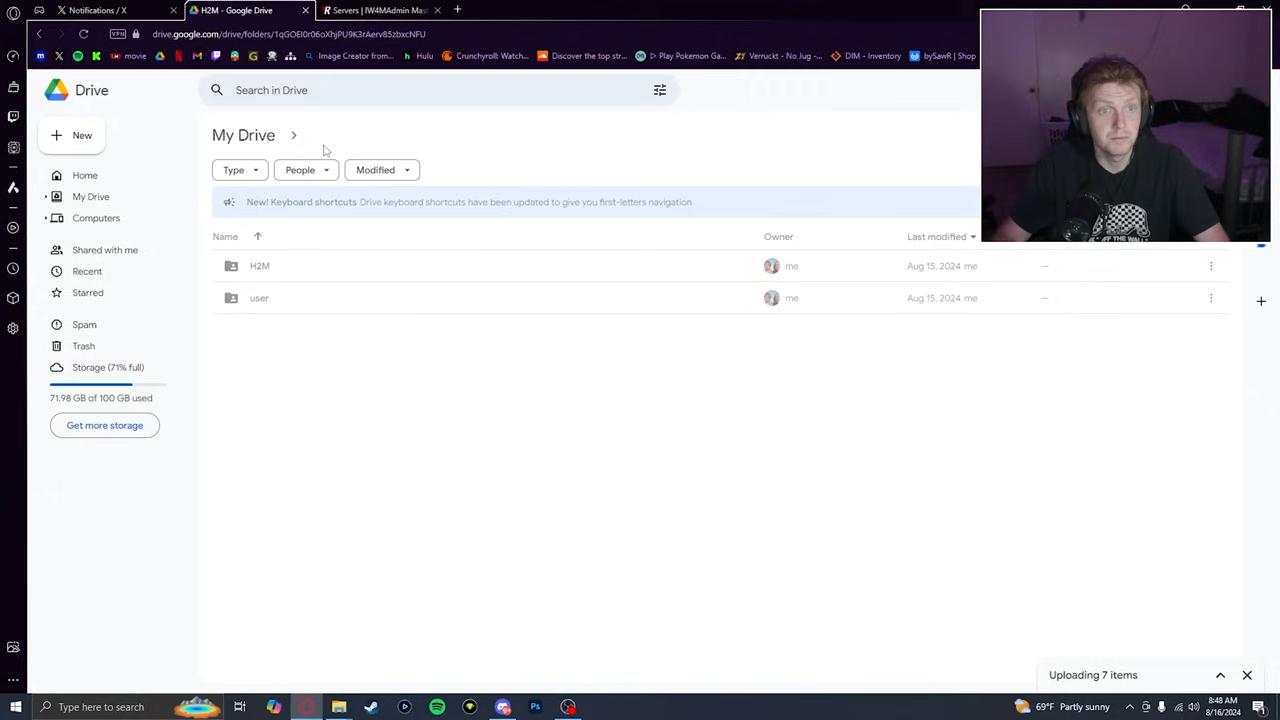 Notifications / X
H2M - Google Drive
Servers | IW4MAdmin Mast
VPN
drive.google.com/drive/folders/1qGOEI0r06oXhjPU9K3rAerv85zbxcNFU
movie
Image Creator from...
Hulu
Crunchyroll: Watch...
Discover the top str...
Play Pokemon Ga...
Verruckt - No Jug -...
DIM - Inventory
bySawR | Shop
Drive
Search in Drive
New
My Drive
Type
People
Modified
Home
My Drive
Computers
Shared with me
Recent
Starred
Spam
Trash
Storage (71% full)
71.98 GB of 100 GB used
Get more storage
New! Keyboard shortcuts Drive keyboard shortcuts have been updated to give you first-letters navigation
Name Owner Last modified
H2M me Aug 15, 2024 me —
user me Aug 15, 2024 me —
OFF THE WALL
Uploading 7 items
Type here to search
69°F Partly sunny
8:48 AM
8/16/2024